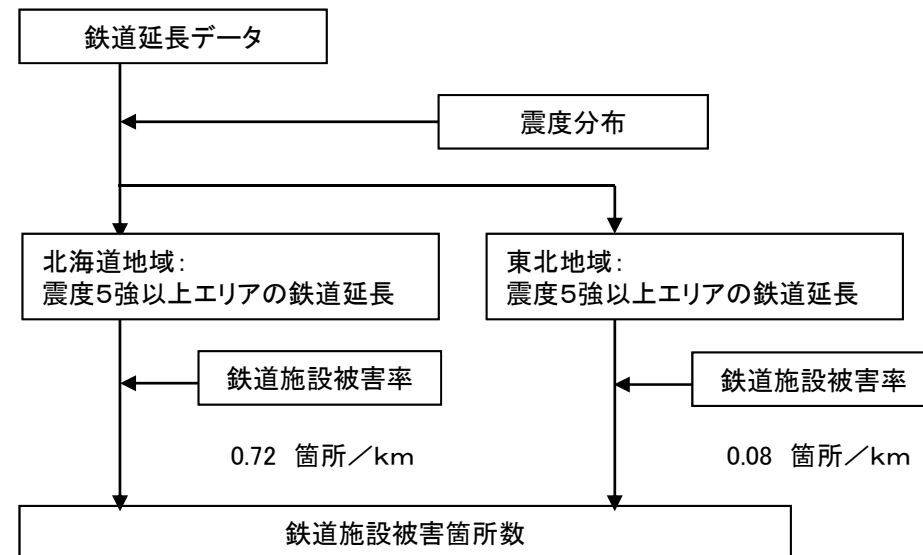 鉄道延長データ
震度分布
北海道地域:
震度5強以上エリアの鉄道延長
東北地域:
震度5強以上エリアの鉄道延長
鉄道施設被害率
鉄道施設被害率
0.72 箇所/km
0.08 箇所/km
鉄道施設被害箇所数